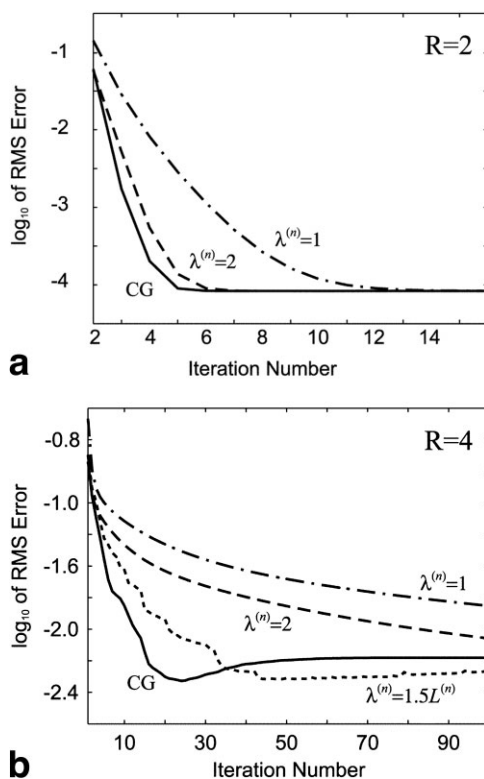 R=2
-1
-2
-3
-4
log₁₀ of RMS Error
λ⁽ⁿ⁾=1
λ⁽ⁿ⁾=2
CG
2 4 6 8 10 12 14
Iteration Number
a
R=4
-0.8
-1.0
-1.6
-2.0
-2.4
log₁₀ of RMS Error
λ⁽ⁿ⁾=1
λ⁽ⁿ⁾=2
CG
λ⁽ⁿ⁾=1.5L⁽ⁿ⁾
10 30 50 70 90
Iteration Number
b